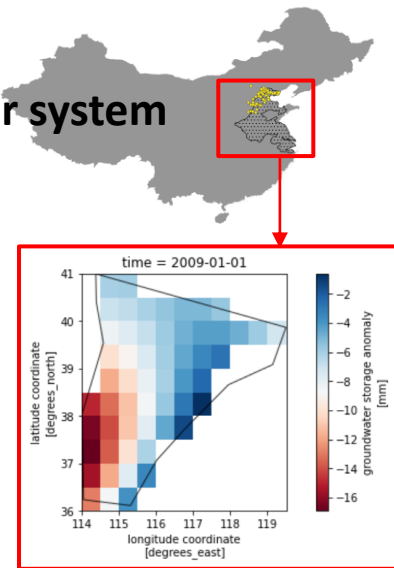 r system
time = 2009-01-01
41
40
39
38
37
36
latitude coordinate
[degrees_north]
114 115 116 117 118 119
longitude coordinate
[degrees_east]
−2
−4
−6
−8
−10
−12
−14
−16
groundwater storage anomaly
[mm]